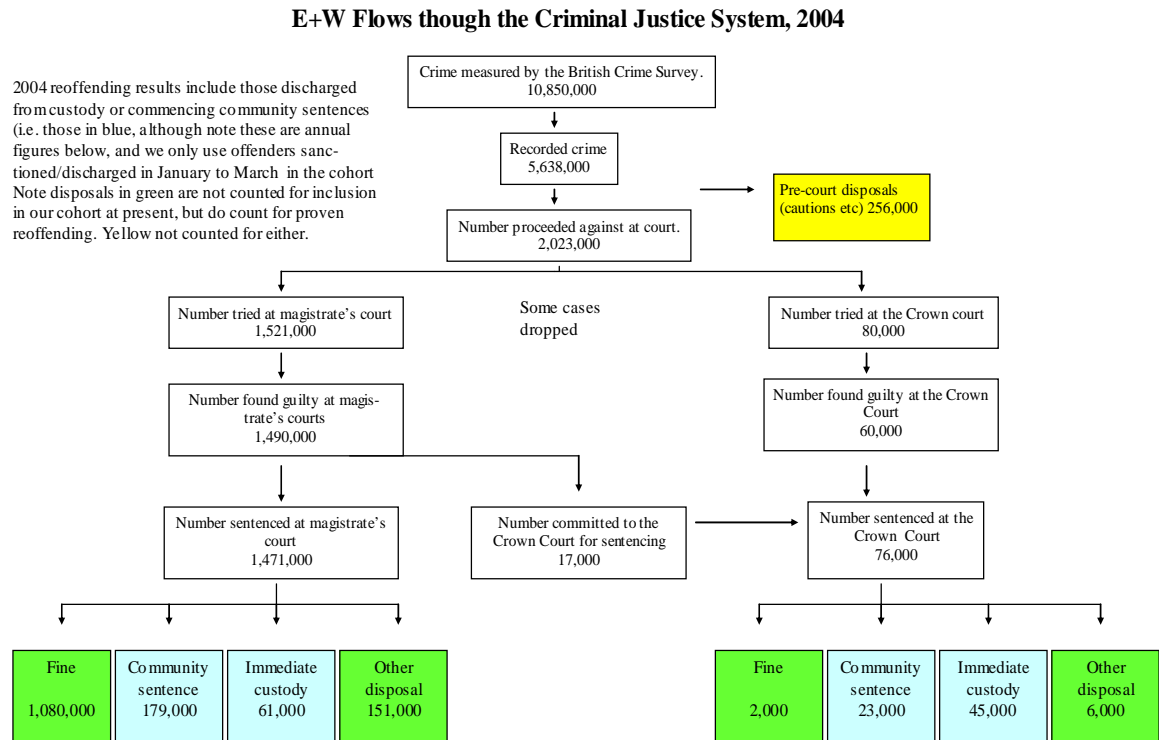 E+W Flows though the Criminal Justice System, 2004
2004 reoffending results include those discharged
from custody or commencing community sentences
(i.e. those in blue, although note these are annual
figures below, and we only use offenders sanc-
tioned/discharged in January to March in the cohort
Note disposals in green are not counted for inclusion
in our cohort at present, but do count for proven
reoffending. Yellow not counted for either.
Crime measured by the British Crime Survey.
10,850,000
Recorded crime
5,638,000
Pre-court disposals
(cautions etc) 256,000
Number proceeded against at court.
2,023,000
Number tried at magistrate's court
1,521,000
Some cases
dropped
Number tried at the Crown court
80,000
Number found guilty at magis-
trate's courts
1,490,000
Number found guilty at the Crown
Court
60,000
Number sentenced at magistrate's
court
1,471,000
Number committed to the
Crown Court for sentencing
17,000
Number sentenced at the
Crown Court
76,000
Fine
1,080,000
Community
sentence
179,000
Immediate
custody
61,000
Other
disposal
151,000
Fine
2,000
Community
sentence
23,000
Immediate
custody
45,000
Other
disposal
6,000